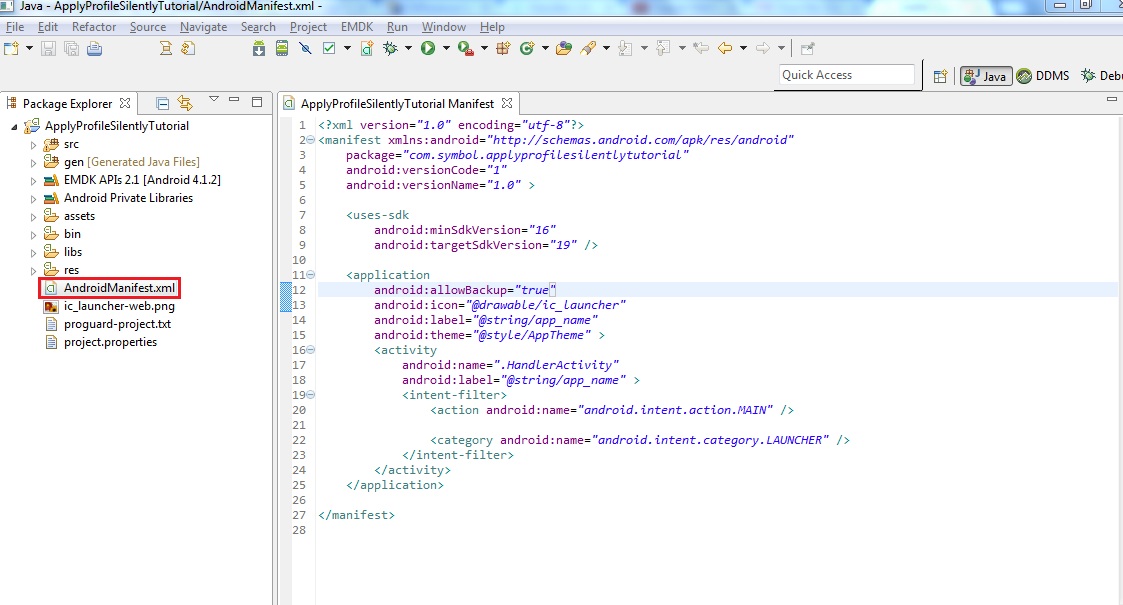 Java - ApplyProfileSilentlyTutorial/AndroidManifest.xml -
File Edit Refactor Source Navigate Search Project EMDK Run Window Help
Quick Access
Java DDMS Debu
Package Explorer
ApplyProfileSilentlyTutorial
src
gen [Generated Java Files]
EMDK APIs 2.1 [Android 4.1.2]
Android Private Libraries
assets
bin
libs
res
AndroidManifest.xml
ic_launcher-web.png
proguard-project.txt
project.properties
ApplyProfileSilentlyTutorial Manifest
1 <?xml version="1.0" encoding="utf-8"?>
2 <manifest xmlns:android="http://schemas.android.com/apk/res/android"
3 package="com.symbol.applyprofilesilentlytutorial"
4 android:versionCode="1"
5 android:versionName="1.0" >
6
7 <uses-sdk
8 android:minSdkVersion="16"
9 android:targetSdkVersion="19" />
10
11 <application
12 android:allowBackup="true"
13 android:icon="@drawable/ic_launcher"
14 android:label="@string/app_name"
15 android:theme="@style/AppTheme" >
16 <activity
17 android:name=".HandlerActivity"
18 android:label="@string/app_name" >
19 <intent-filter>
20 <action android:name="android.intent.action.MAIN" />
21
22 <category android:name="android.intent.category.LAUNCHER" />
23 </intent-filter>
24 </activity>
25 </application>
26
27 </manifest>
28